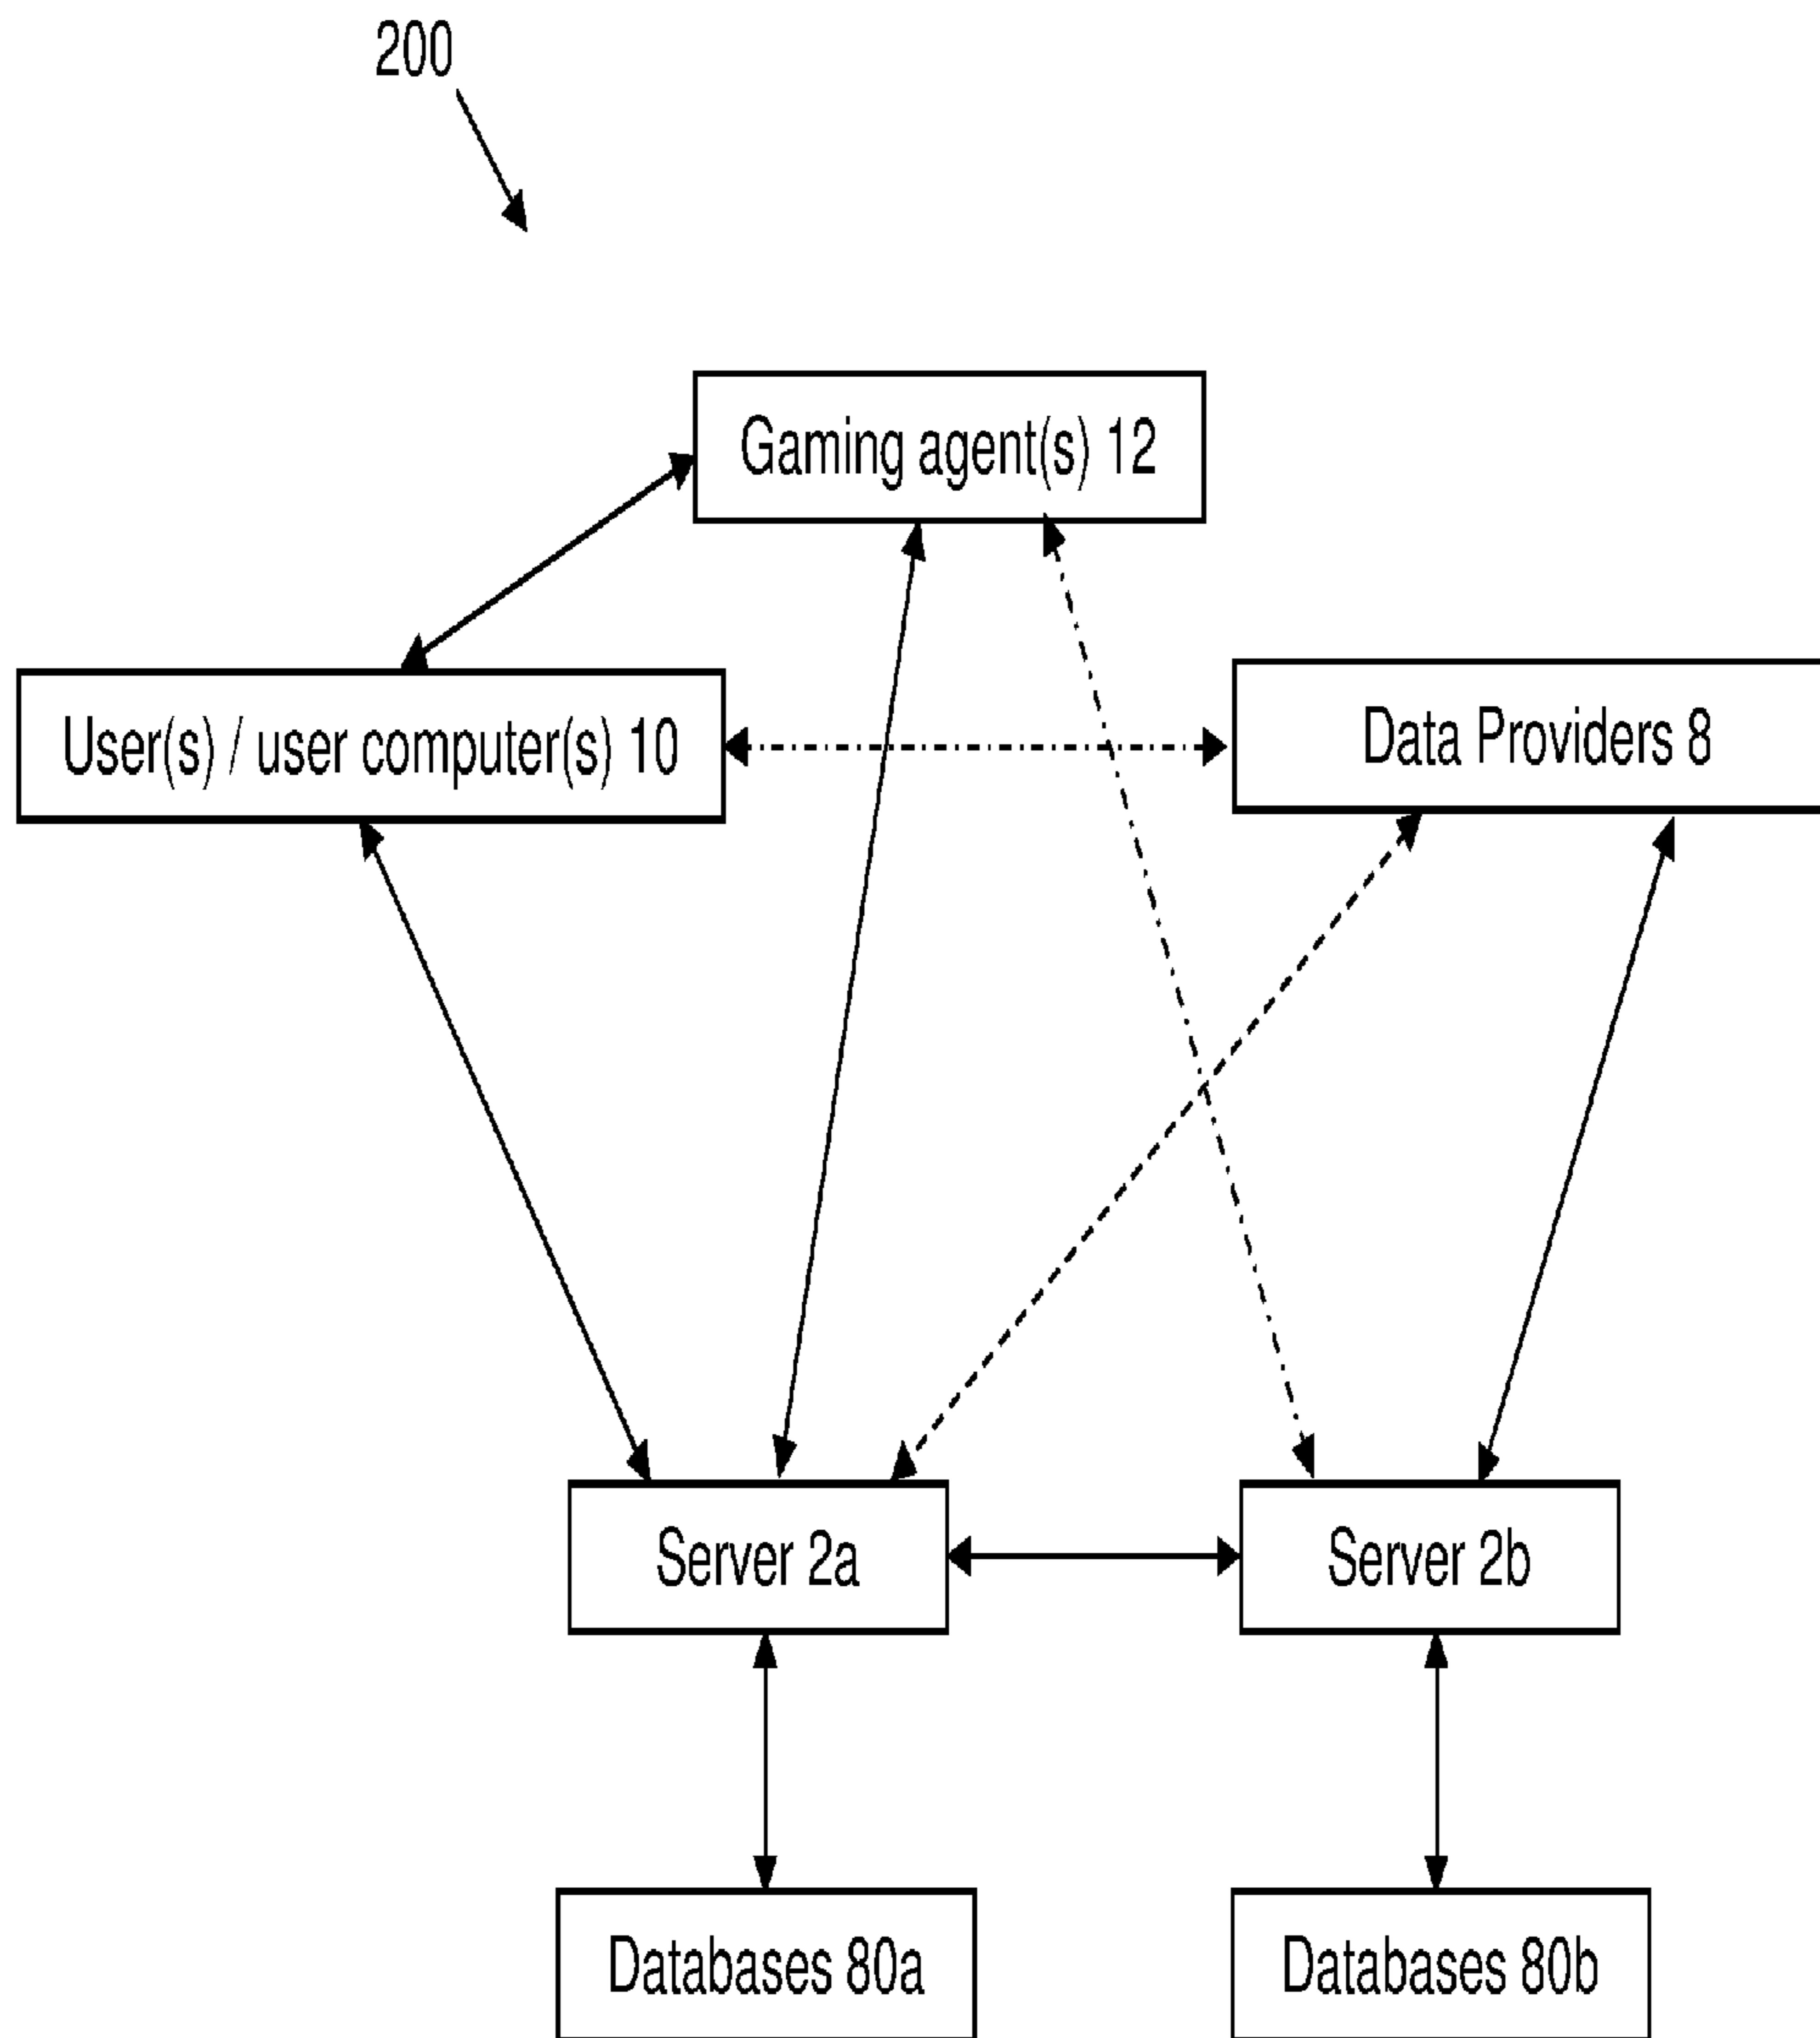 200
Gaming agent(s) 12
User(s) / user computer(s) 10
Data Providers 8
Server 2a
Server 2b
Databases 80a
Databases 80b